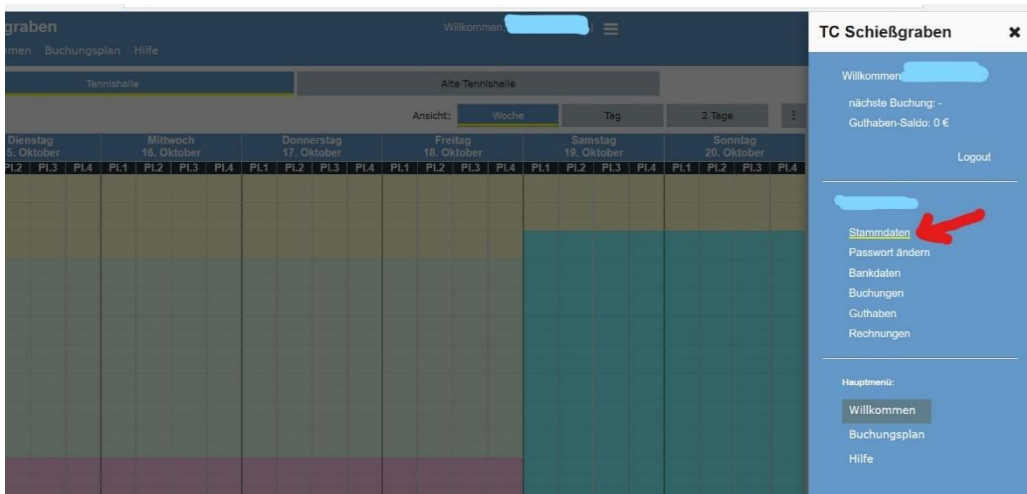 graben
Willkommen,
men Buchungsplan Hilfe
Tennishalle
Alte Tennishalle
Ansicht:
Woche
Tag
2 Tage
Dienstag
5. Oktober
Mittwoch
16. Oktober
Donnerstag
17. Oktober
Freitag
18. Oktober
Samstag
19. Oktober
Sonntag
20. Oktober
Pl.2 Pl.3 Pl.4 Pl.1 Pl.2 Pl.3 Pl.4 Pl.1 Pl.2 Pl.3 Pl.4 Pl.1 Pl.2 Pl.3 Pl.4 Pl.1 Pl.2 Pl.3 Pl.4 Pl.1 Pl.2 Pl.3 Pl.4
TC Schießgraben
Willkommen
nächste Buchung: -
Guthaben-Saldo: 0 €
Logout
Stammdaten
Passwort ändern
Bankdaten
Buchungen
Guthaben
Rechnungen
Hauptmenü:
Willkommen
Buchungsplan
Hilfe